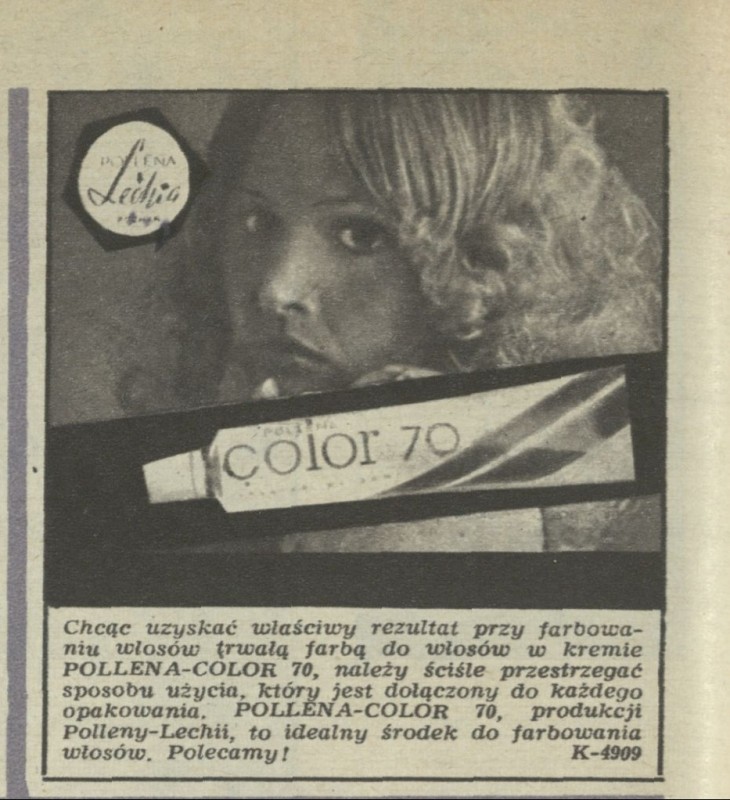 POLLENA
Lechia
POLLENA
color 70
Chcąc uzyskać właściwy rezultat przy farbowa-
niu włosów trwałą farbą do włosów w kremie
POLLENA-COLOR 70, należy ściśle przestrzegać
sposobu użycia, który jest dołączony do każdego
opakowania. POLLENA-COLOR 70, produkcji
Polleny-Lechii, to idealny środek do farbowania
włosów. Polecamy! K-4909